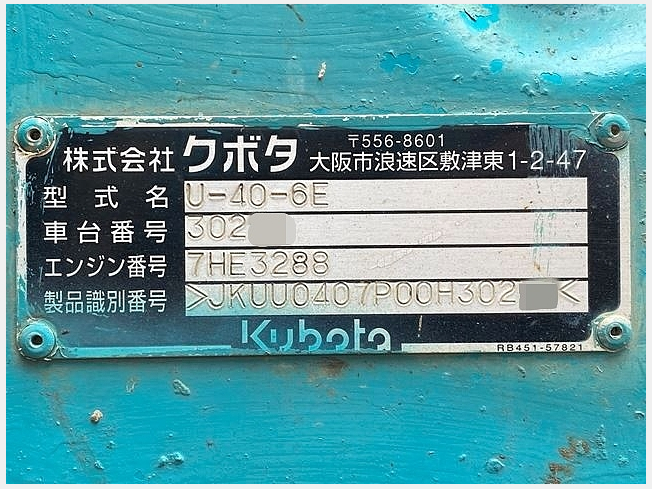 〒556-8601
株式会社クボタ 大阪市浪速区敷津東1-2-47
型式名 U-40-6E
車台番号 302
エンジン番号 7HE3288
製品識別番号 >JKUU0407P00H302 <
Kubota
RB451-57821